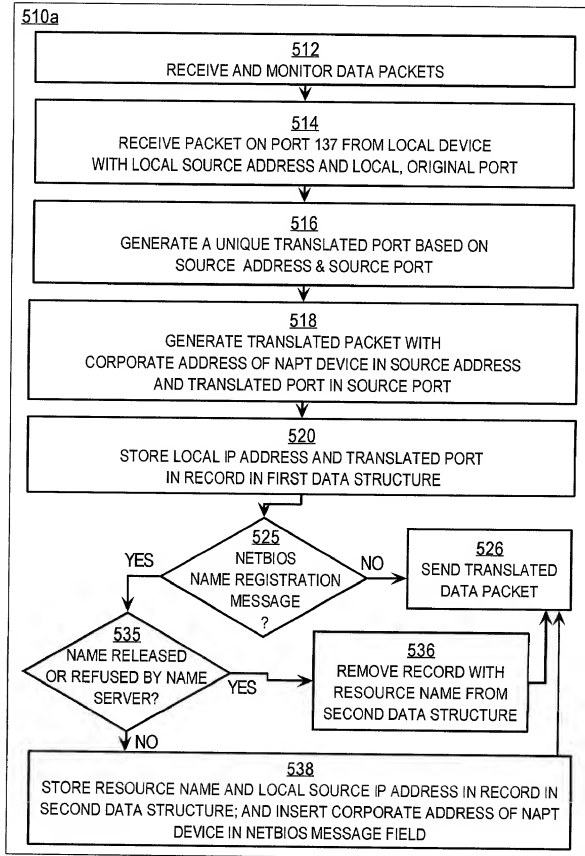 510a
512
RECEIVE AND MONITOR DATA PACKETS
514
RECEIVE PACKET ON PORT 137 FROM LOCAL DEVICE
WITH LOCAL SOURCE ADDRESS AND LOCAL, ORIGINAL PORT
516
GENERATE A UNIQUE TRANSLATED PORT BASED ON
SOURCE ADDRESS & SOURCE PORT
518
GENERATE TRANSLATED PACKET WITH
CORPORATE ADDRESS OF NAPT DEVICE IN SOURCE ADDRESS
AND TRANSLATED PORT IN SOURCE PORT
520
STORE LOCAL IP ADDRESS AND TRANSLATED PORT
IN RECORD IN FIRST DATA STRUCTURE
525
NETBIOS
NAME REGISTRATION
MESSAGE
?
YES
NO
526
SEND TRANSLATED
DATA PACKET
535
NAME RELEASED
OR REFUSED BY NAME
SERVER?
YES
NO
536
REMOVE RECORD WITH
RESOURCE NAME FROM
SECOND DATA STRUCTURE
538
STORE RESOURCE NAME AND LOCAL SOURCE IP ADDRESS IN RECORD IN
SECOND DATA STRUCTURE; AND INSERT CORPORATE ADDRESS OF NAPT
DEVICE IN NETBIOS MESSAGE FIELD